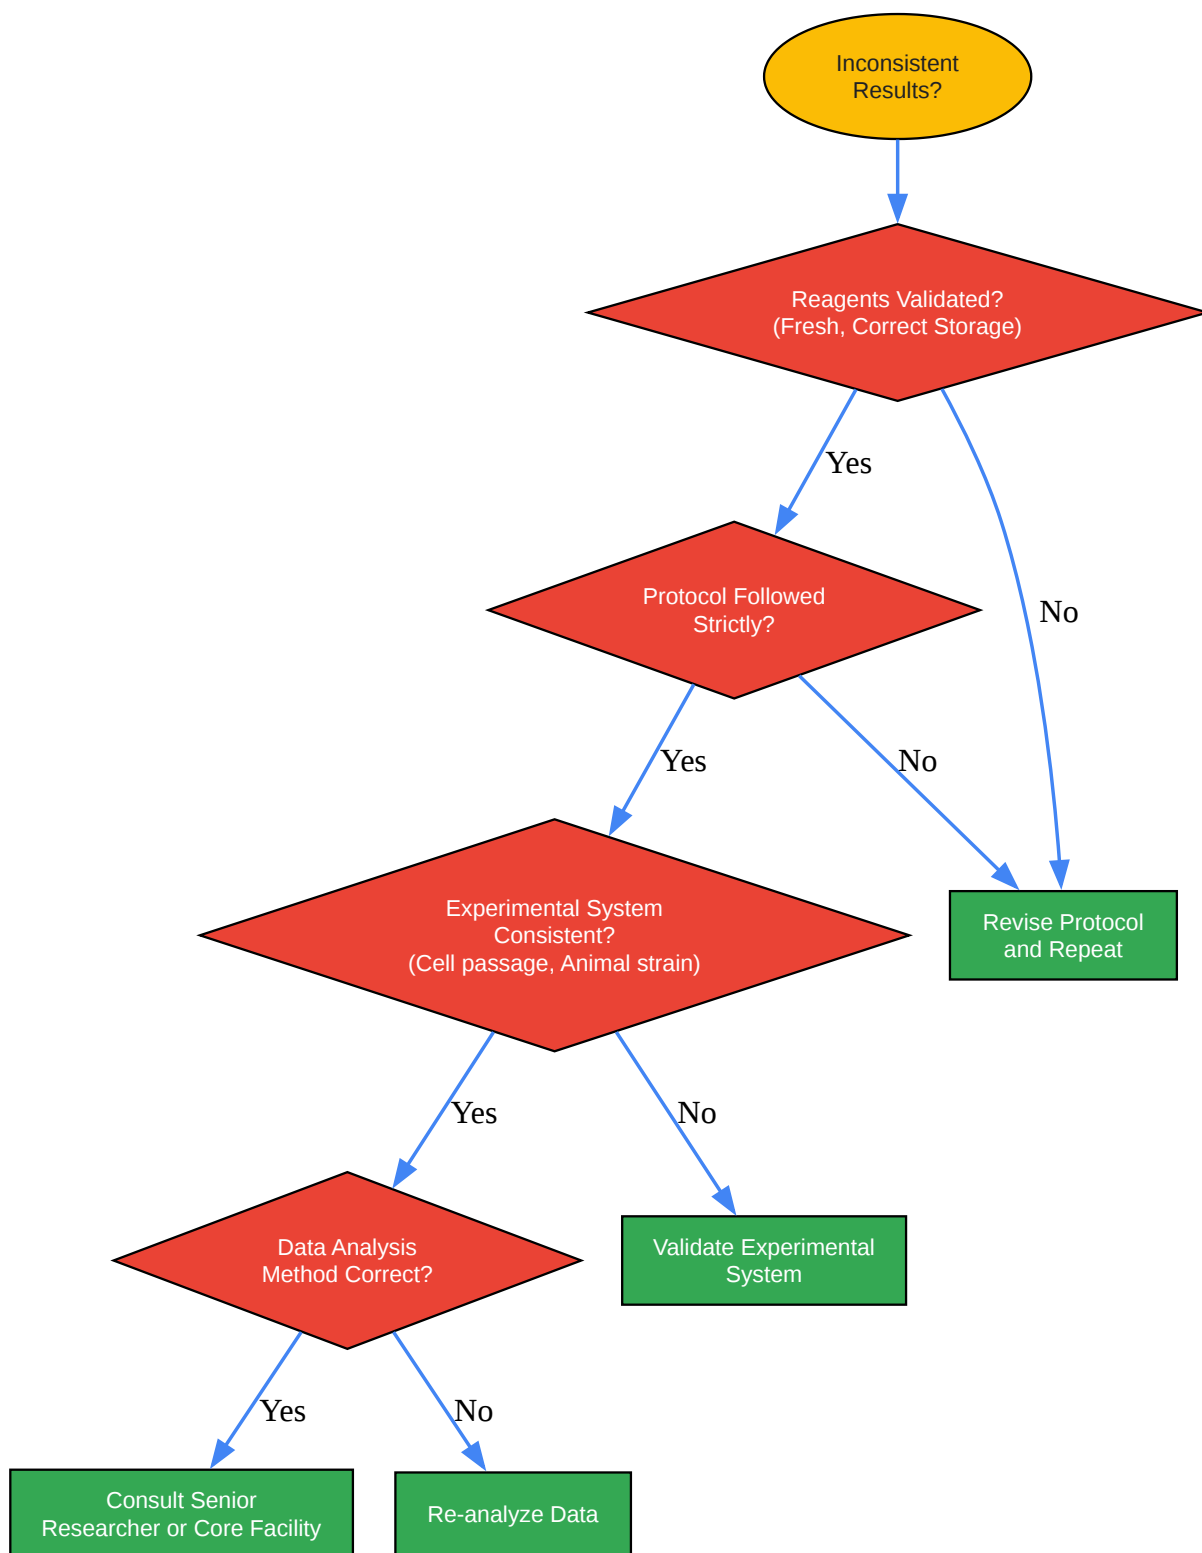 Inconsistent
Results?
Reagents Validated?
(Fresh, Correct Storage)
Yes
No
Protocol Followed
Strictly?
Yes
No
Experimental System
Consistent?
(Cell passage, Animal strain)
Revise Protocol
and Repeat
Yes
No
Data Analysis
Method Correct?
Validate Experimental
System
Yes
No
Consult Senior
Researcher or Core Facility
Re-analyze Data